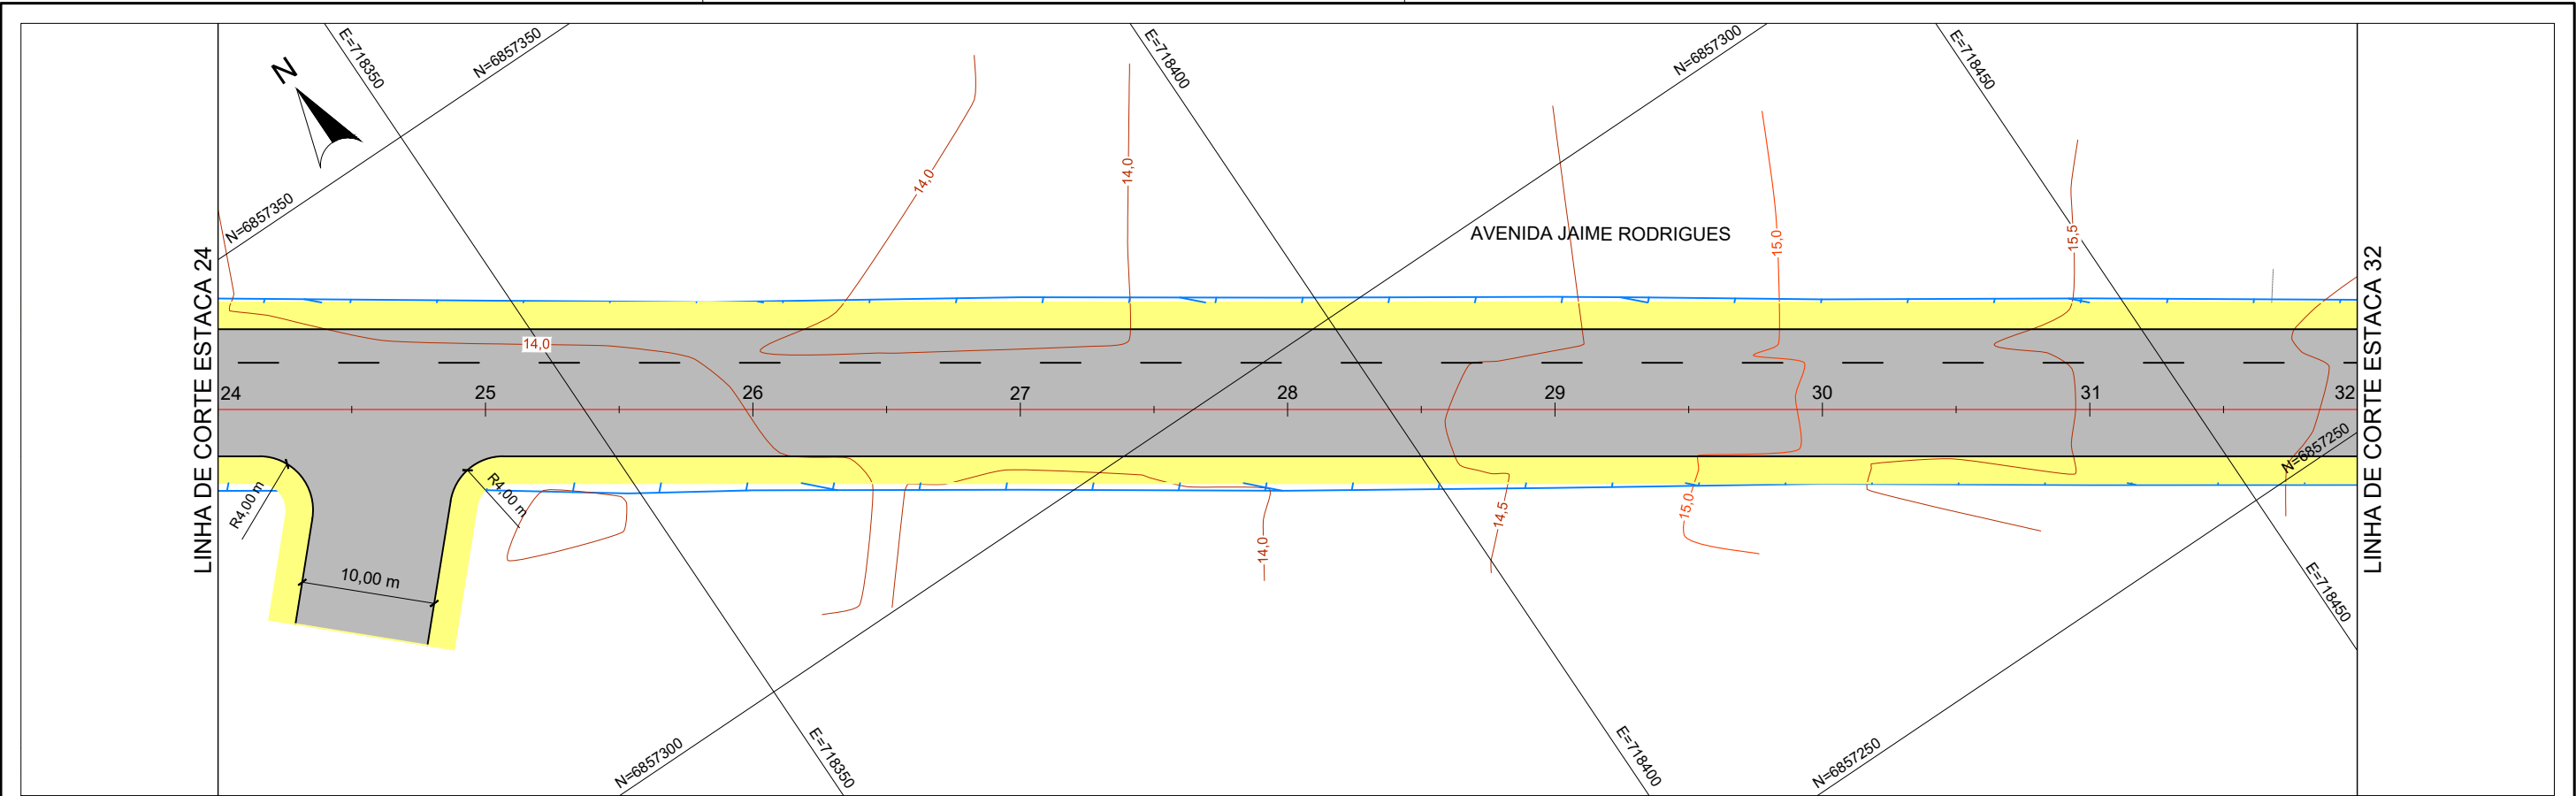 N
E=718350
N=6857350
E=718400
N=6857300
E=718450
N=6857350
14,0
14,0
AVENIDA JAIME RODRIGUES
15,0
15,5
LINHA DE CORTE ESTACA 24
LINHA DE CORTE ESTACA 32
14,0
24
25
26
27
28
29
30
31
32
N=6857250
R4,00 m
R4,00 m
14,0
14,5
15,0
10,00 m
E=718450
N=6857300
E=718350
E=718400
N=6857250